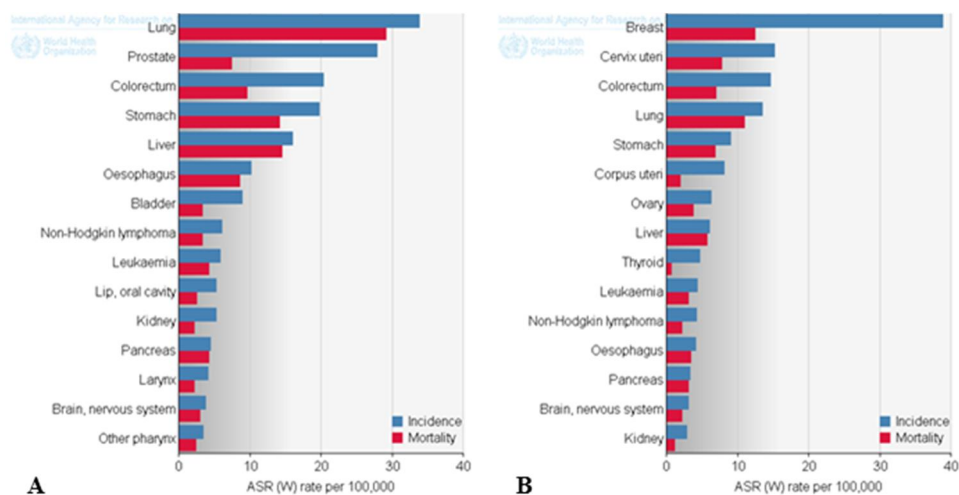 International Agency for Research on
World Health
Organization
Lung
Prostate
Colorectum
Stomach
Liver
Oesophagus
Bladder
Non-Hodgkin lymphoma
Leukaemia
Lip, oral cavity
Kidney
Pancreas
Larynx
Brain, nervous system
Other pharynx
Incidence
Mortality
0 10 20 30 40
ASR (W) rate per 100,000
A
International Agency for Research on
World Health
Organization
Breast
Cervix uteri
Colorectum
Lung
Stomach
Corpus uteri
Ovary
Liver
Thyroid
Leukaemia
Non-Hodgkin lymphoma
Oesophagus
Pancreas
Brain, nervous system
Kidney
Incidence
Mortality
0 10 20 30 40
ASR (W) rate per 100,000
B